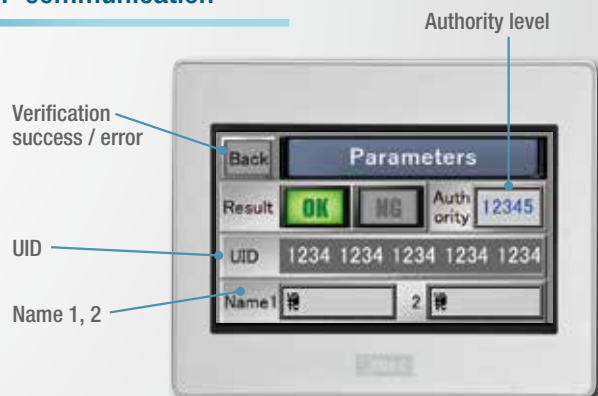 communication
Authority level
Verification
success / error
Back
Parameters
Result
OK
NG
Auth
ority
12345
UID
UID
1234 1234 1234 1234 1234
Name 1, 2
Name1
2